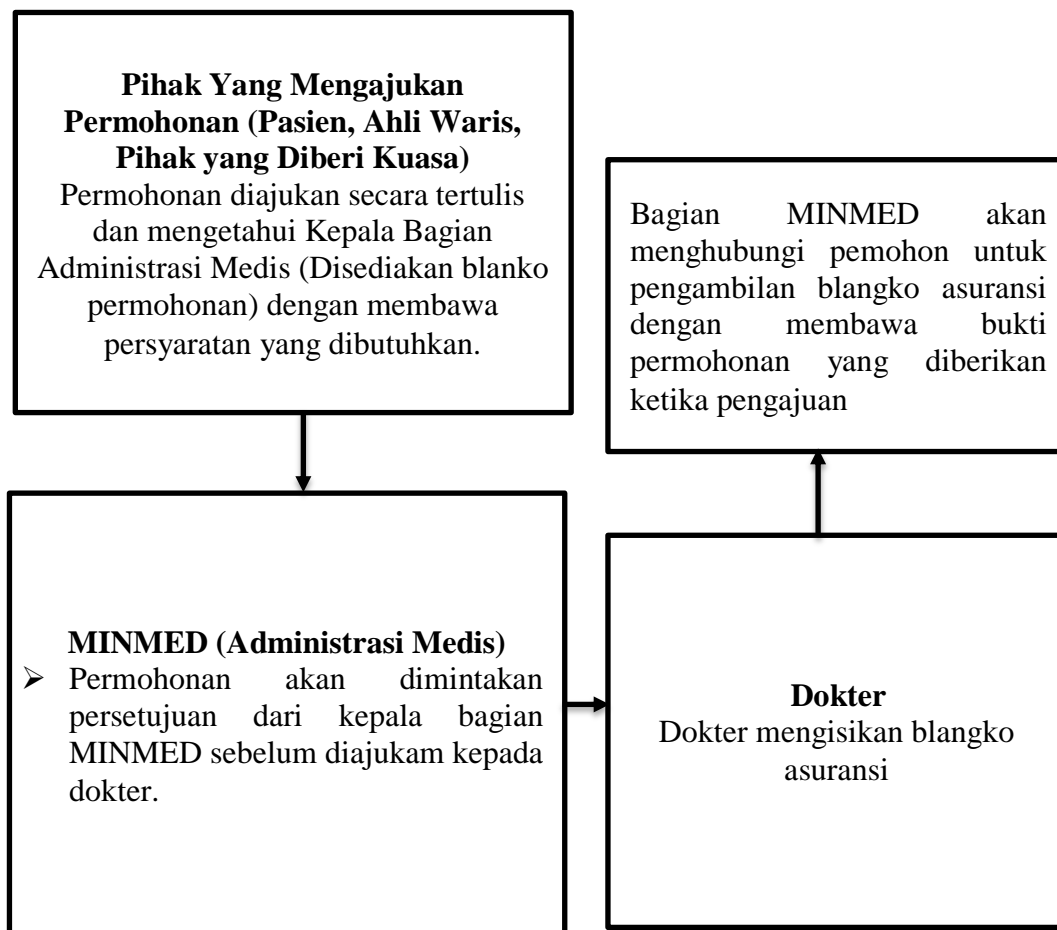 Pihak Yang Mengajukan
Permohonan (Pasien, Ahli Waris,
Pihak yang Diberi Kuasa)
Permohonan diajukan secara tertulis
dan mengetahui Kepala Bagian
Administrasi Medis (Disediakan blanko
permohonan) dengan membawa
persyaratan yang dibutuhkan.
MINMED (Administrasi Medis)
➢ Permohonan akan dimintakan
persetujuan dari kepala bagian
MINMED sebelum diajukam kepada
dokter.
Dokter
Dokter mengisikan blangko
asuransi
Bagian MINMED akan
menghubungi pemohon untuk
pengambilan blangko asuransi
dengan membawa bukti
permohonan yang diberikan
ketika pengajuan